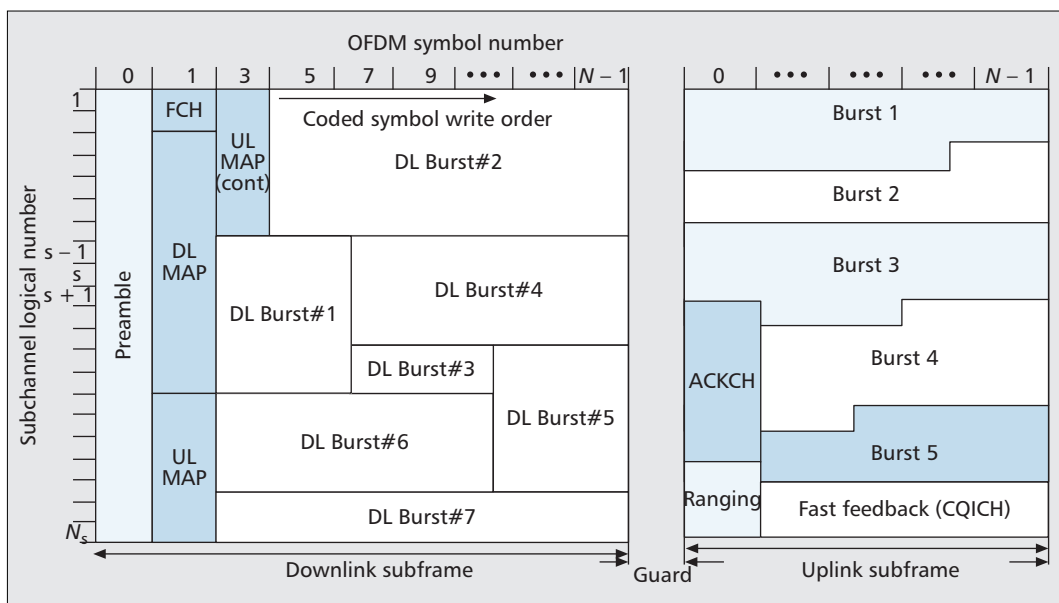 OFDM symbol number
0 1 3 5 7 9 ••• ••• N – 1
0 ••• ••• ••• N – 1
Subchannel logical number
1
s – 1
s
s + 1
Ns
Preamble
FCH
DL
MAP
UL
MAP
UL
MAP
(cont)
Coded symbol write order
DL Burst#2
DL Burst#1
DL Burst#4
DL Burst#3
DL Burst#5
DL Burst#6
DL Burst#7
Burst 1
Burst 2
Burst 3
ACKCH
Burst 4
Burst 5
Ranging
Fast feedback (CQICH)
Downlink subframe
Guard
Uplink subframe